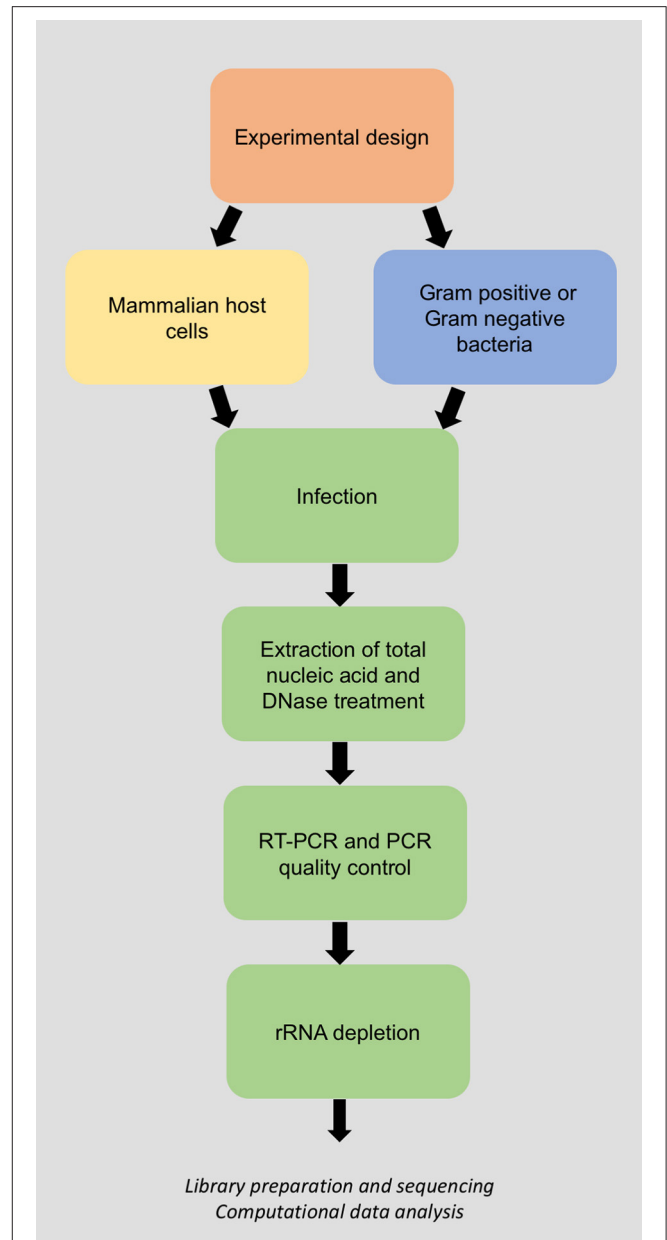 Experimental design
Mammalian host
cells
Gram positive or
Gram negative
bacteria
Infection
Extraction of total
nucleic acid and
DNase treatment
RT-PCR and PCR
quality control
rRNA depletion
Library preparation and sequencing
Computational data analysis